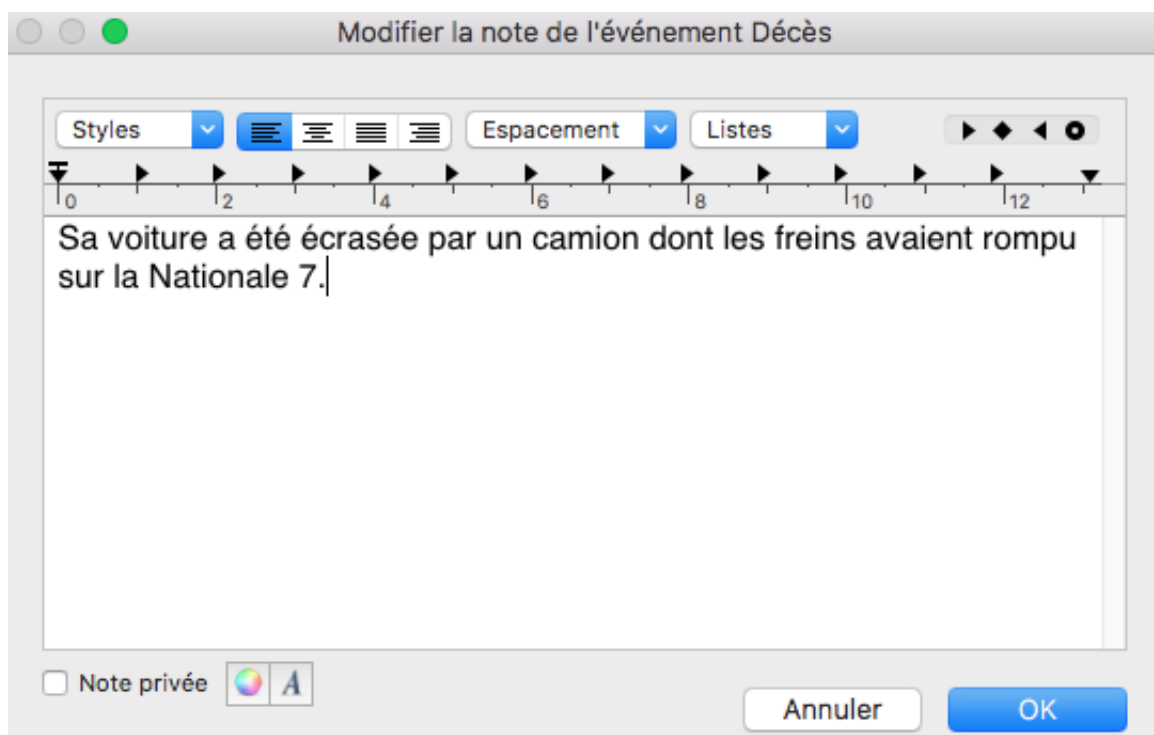 Modifier la note de l'événement Décès
Styles Espacement Listes
0 2 4 6 8 10 12
Sa voiture a été écrasée par un camion dont les freins avaient rompu
sur la Nationale 7.
Note privée A
Annuler OK